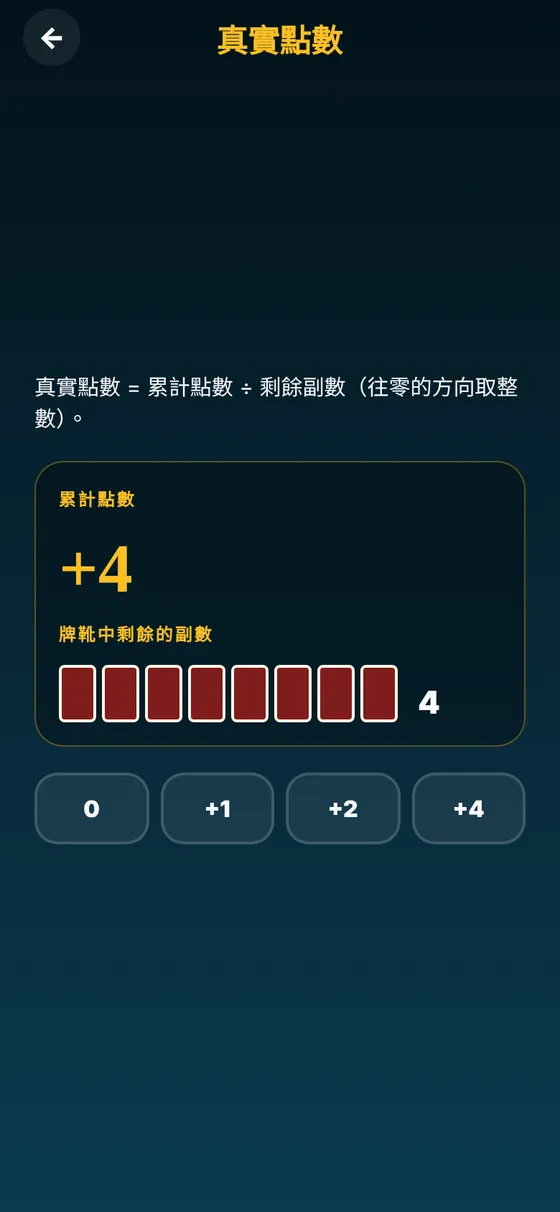 真實點數
真實點數 = 累計點數 ÷ 剩餘副數（往零的方向取整
數）。
累計點數
+4
牌靴中剩餘的副數
4
0
+1
+2
+4